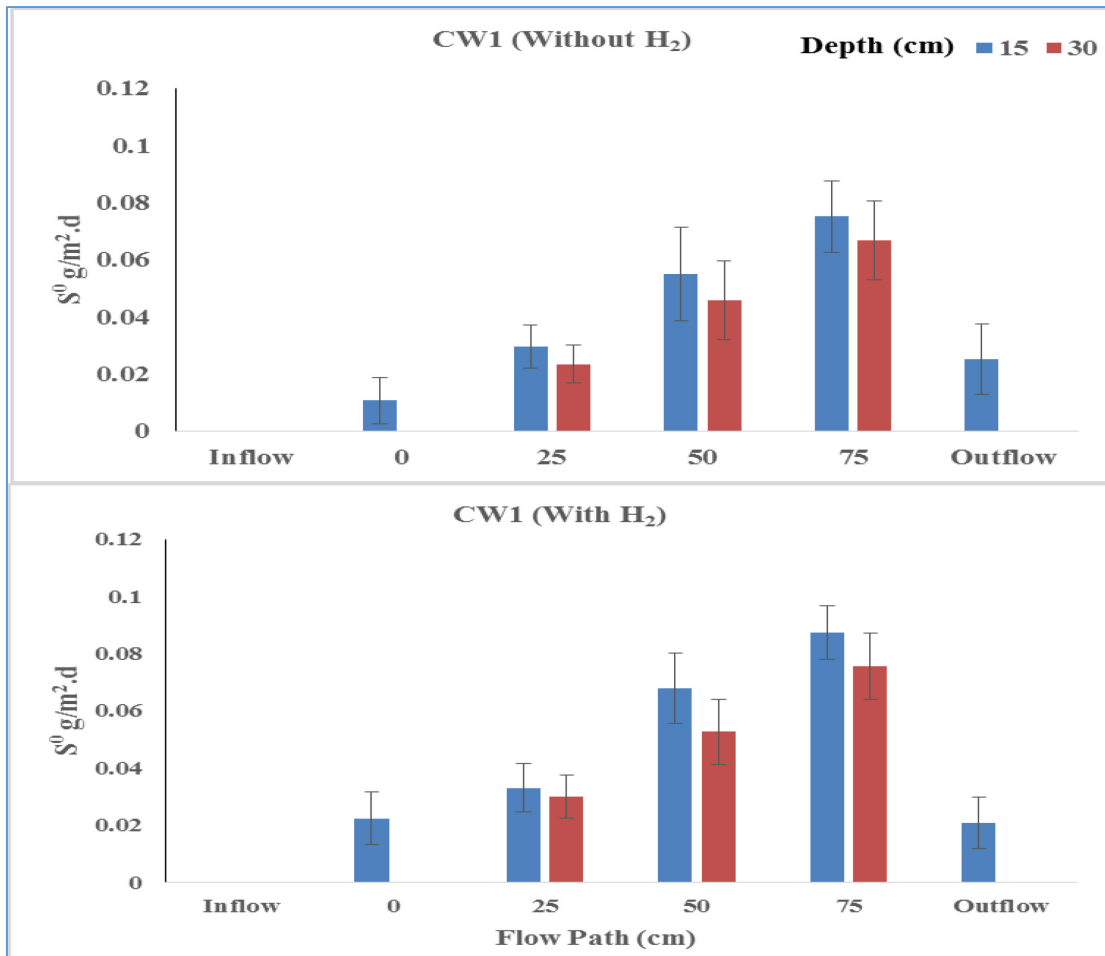 CW1 (Without H₂)
Depth (cm) 15 30
0.12
0.1
0.08
0.06
0.04
0.02
0
S⁰ g/m².d
Inflow 0 25 50 75 Outflow
CW1 (With H₂)
0.12
0.1
0.08
0.06
0.04
0.02
0
S⁰ g/m².d
Inflow 0 25 50 75 Outflow
Flow Path (cm)